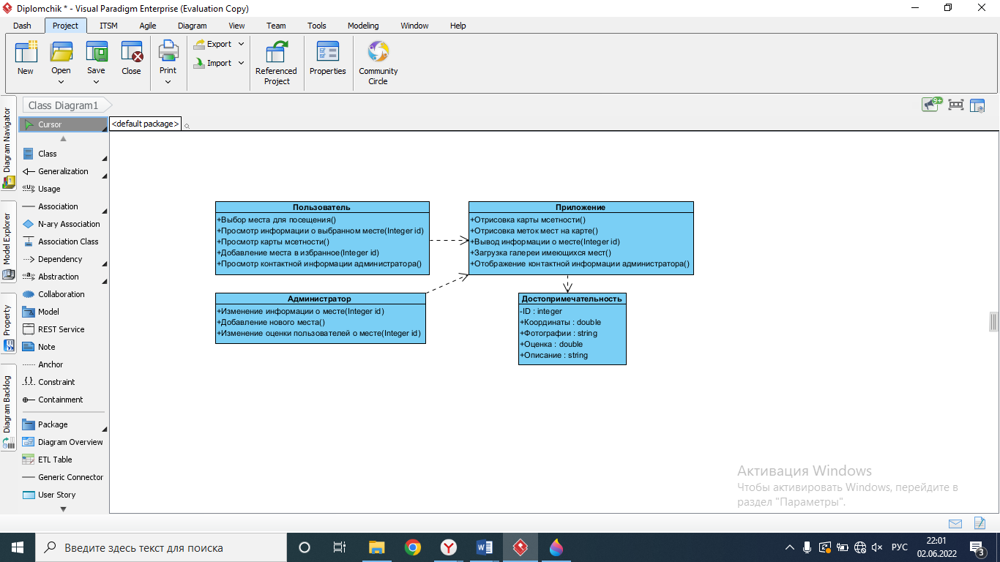 Diplomchik * - Visual Paradigm Enterprise (Evaluation Copy)
Dash Project ITSM Agile Diagram View Team Tools Modeling Window Help
New Open Save Close Print Export Import Referenced Project Properties Community Circle
Class Diagram1
9+
<default package>
Diagram Navigator
Model Explorer
Property
Diagram Backlog
Cursor
Class
Generalization
Usage
Association
N-ary Association
Association Class
Dependency
Abstraction
Collaboration
Model
REST Service
Note
Anchor
Constraint
Containment
Package
Diagram Overview
ETL Table
Generic Connector
User Story
Пользователь
+Выбор места для посещения()
+Просмотр информации о выбранном месте(Integer id)
+Просмотр карты мсетности()
+Добавление места в избранное(Integer id)
+Просмотр контактной информации администратора()
Приложение
+Отрисовка карты мсетности()
+Отрисовка меток мест на карте()
+Вывод информации о месте(Integer id)
+Загрузка галереи имеющихся мест()
+Отображение контактной информации администратора()
Администратор
+Изменение информации о месте(Integer id)
+Добавление нового места()
+Изменение оценки пользователей о месте(Integer id)
Достопримечательность
-ID : integer
+Координаты : double
+Фотографии : string
+Оценка : double
+Описание : string
Активация Windows
Чтобы активировать Windows, перейдите в
раздел "Параметры".
Введите здесь текст для поиска
РУС
22:01
02.06.2022
3